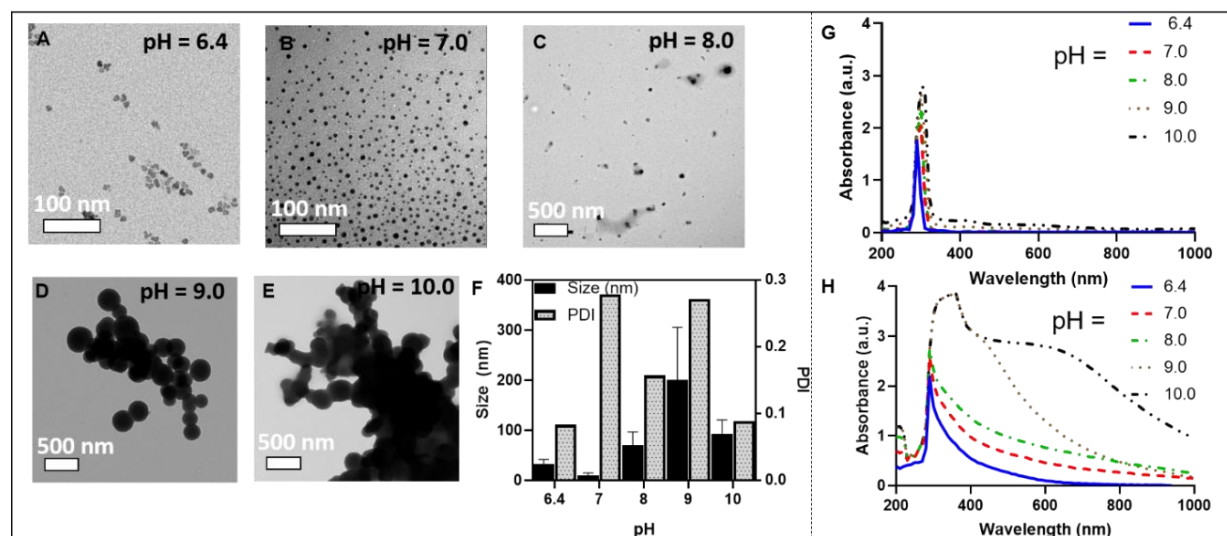 A
pH = 6.4
100 nm
B
pH = 7.0
100 nm
C
pH = 8.0
500 nm
D
pH = 9.0
500 nm
E
pH = 10.0
500 nm
F
Size (nm)
PDI
400
300
200
100
0
Size (nm)
0.3
0.2
0.1
0.0
PDI
6.4 7 8 9 10
pH
G
pH =
6.4
7.0
8.0
9.0
10.0
Absorbance (a.u.)
4
3
2
1
0
200 400 600 800 1000
Wavelength (nm)
H
pH =
6.4
7.0
8.0
9.0
10.0
Absorbance (a.u.)
4
3
2
1
0
200 400 600 800 1000
Wavelength (nm)